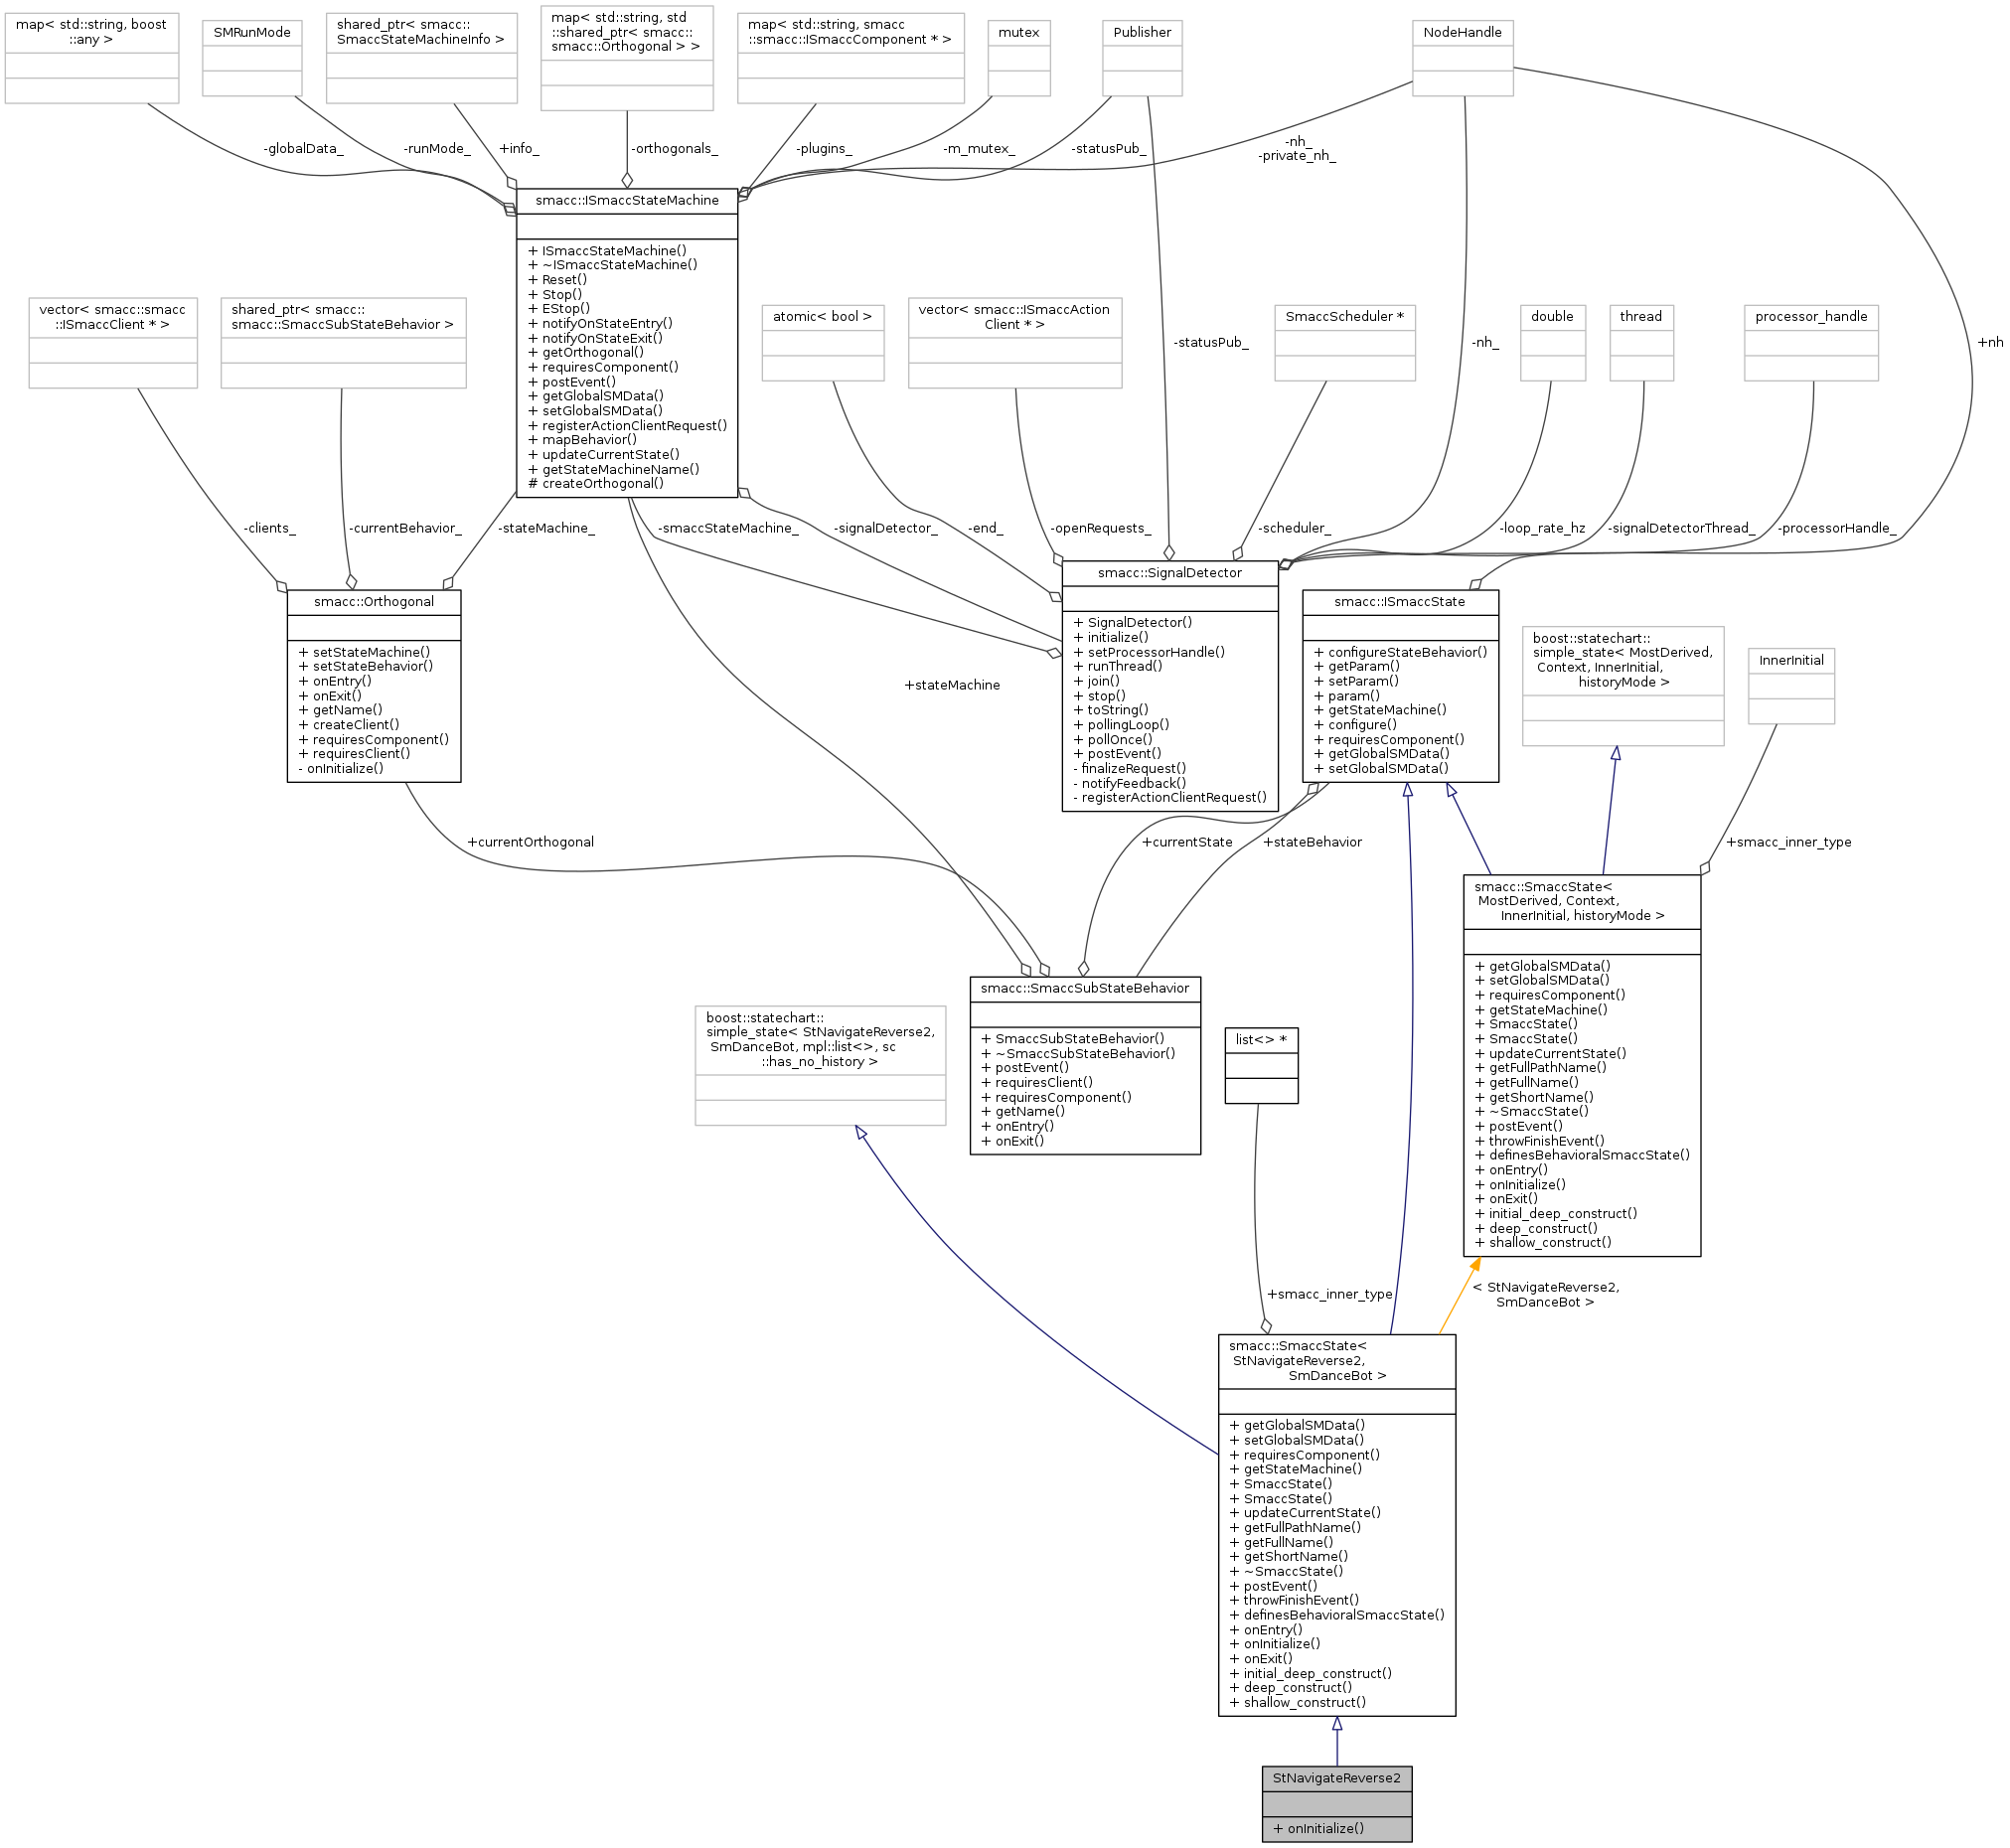 map< std::string, boost
::any >
SMRunMode
shared_ptr< smacc::
SmaccStateMachineInfo >
map< std::string, std
::shared_ptr< smacc::
smacc::Orthogonal > >
map< std::string, smacc
::smacc::ISmaccComponent * >
mutex
Publisher
NodeHandle
-globalData_
-runMode_
+info_
-orthogonals_
-plugins_
-m_mutex_
-statusPub_
-nh_
-private_nh_
smacc::ISmaccStateMachine
+ ISmaccStateMachine()
+ ~ISmaccStateMachine()
+ Reset()
+ Stop()
+ EStop()
+ notifyOnStateEntry()
+ notifyOnStateExit()
+ getOrthogonal()
+ requiresComponent()
+ postEvent()
+ getGlobalSMData()
+ setGlobalSMData()
+ registerActionClientRequest()
+ mapBehavior()
+ updateCurrentState()
+ getStateMachineName()
# createOrthogonal()
vector< smacc::smacc
::ISmaccClient * >
shared_ptr< smacc::
smacc::SmaccSubStateBehavior >
atomic< bool >
vector< smacc::ISmaccAction
Client * >
SmaccScheduler *
double
thread
processor_handle
-statusPub_
-nh_
+nh
-clients_
-currentBehavior_
-stateMachine_
-smaccStateMachine_
-signalDetector_
-end_
-openRequests_
-scheduler_
-loop_rate_hz
-signalDetectorThread_
-processorHandle_
smacc::Orthogonal
+ setStateMachine()
+ setStateBehavior()
+ onEntry()
+ onExit()
+ getName()
+ createClient()
+ requiresComponent()
+ requiresClient()
- onInitialize()
smacc::SignalDetector
+ SignalDetector()
+ initialize()
+ setProcessorHandle()
+ runThread()
+ join()
+ stop()
+ toString()
+ pollingLoop()
+ pollOnce()
+ postEvent()
- finalizeRequest()
- notifyFeedback()
- registerActionClientRequest()
smacc::ISmaccState
+ configureStateBehavior()
+ getParam()
+ setParam()
+ param()
+ getStateMachine()
+ configure()
+ requiresComponent()
+ getGlobalSMData()
+ setGlobalSMData()
boost::statechart::
simple_state< MostDerived,
Context, InnerInitial,
historyMode >
InnerInitial
+stateMachine
+currentOrthogonal
+currentState
+stateBehavior
+smacc_inner_type
smacc::SmaccState<
MostDerived, Context,
InnerInitial, historyMode >
+ getGlobalSMData()
+ setGlobalSMData()
+ requiresComponent()
+ getStateMachine()
+ SmaccState()
+ SmaccState()
+ updateCurrentState()
+ getFullPathName()
+ getFullName()
+ getShortName()
+ ~SmaccState()
+ postEvent()
+ throwFinishEvent()
+ definesBehavioralSmaccState()
+ onEntry()
+ onInitialize()
+ onExit()
+ initial_deep_construct()
+ deep_construct()
+ shallow_construct()
boost::statechart::
simple_state< StNavigateReverse2,
SmDanceBot, mpl::list<>, sc
::has_no_history >
smacc::SmaccSubStateBehavior
+ SmaccSubStateBehavior()
+ ~SmaccSubStateBehavior()
+ postEvent()
+ requiresClient()
+ requiresComponent()
+ getName()
+ onEntry()
+ onExit()
list<> *
+smacc_inner_type
< StNavigateReverse2,
SmDanceBot >
smacc::SmaccState<
StNavigateReverse2,
SmDanceBot >
+ getGlobalSMData()
+ setGlobalSMData()
+ requiresComponent()
+ getStateMachine()
+ SmaccState()
+ SmaccState()
+ updateCurrentState()
+ getFullPathName()
+ getFullName()
+ getShortName()
+ ~SmaccState()
+ postEvent()
+ throwFinishEvent()
+ definesBehavioralSmaccState()
+ onEntry()
+ onInitialize()
+ onExit()
+ initial_deep_construct()
+ deep_construct()
+ shallow_construct()
StNavigateReverse2
+ onInitialize()